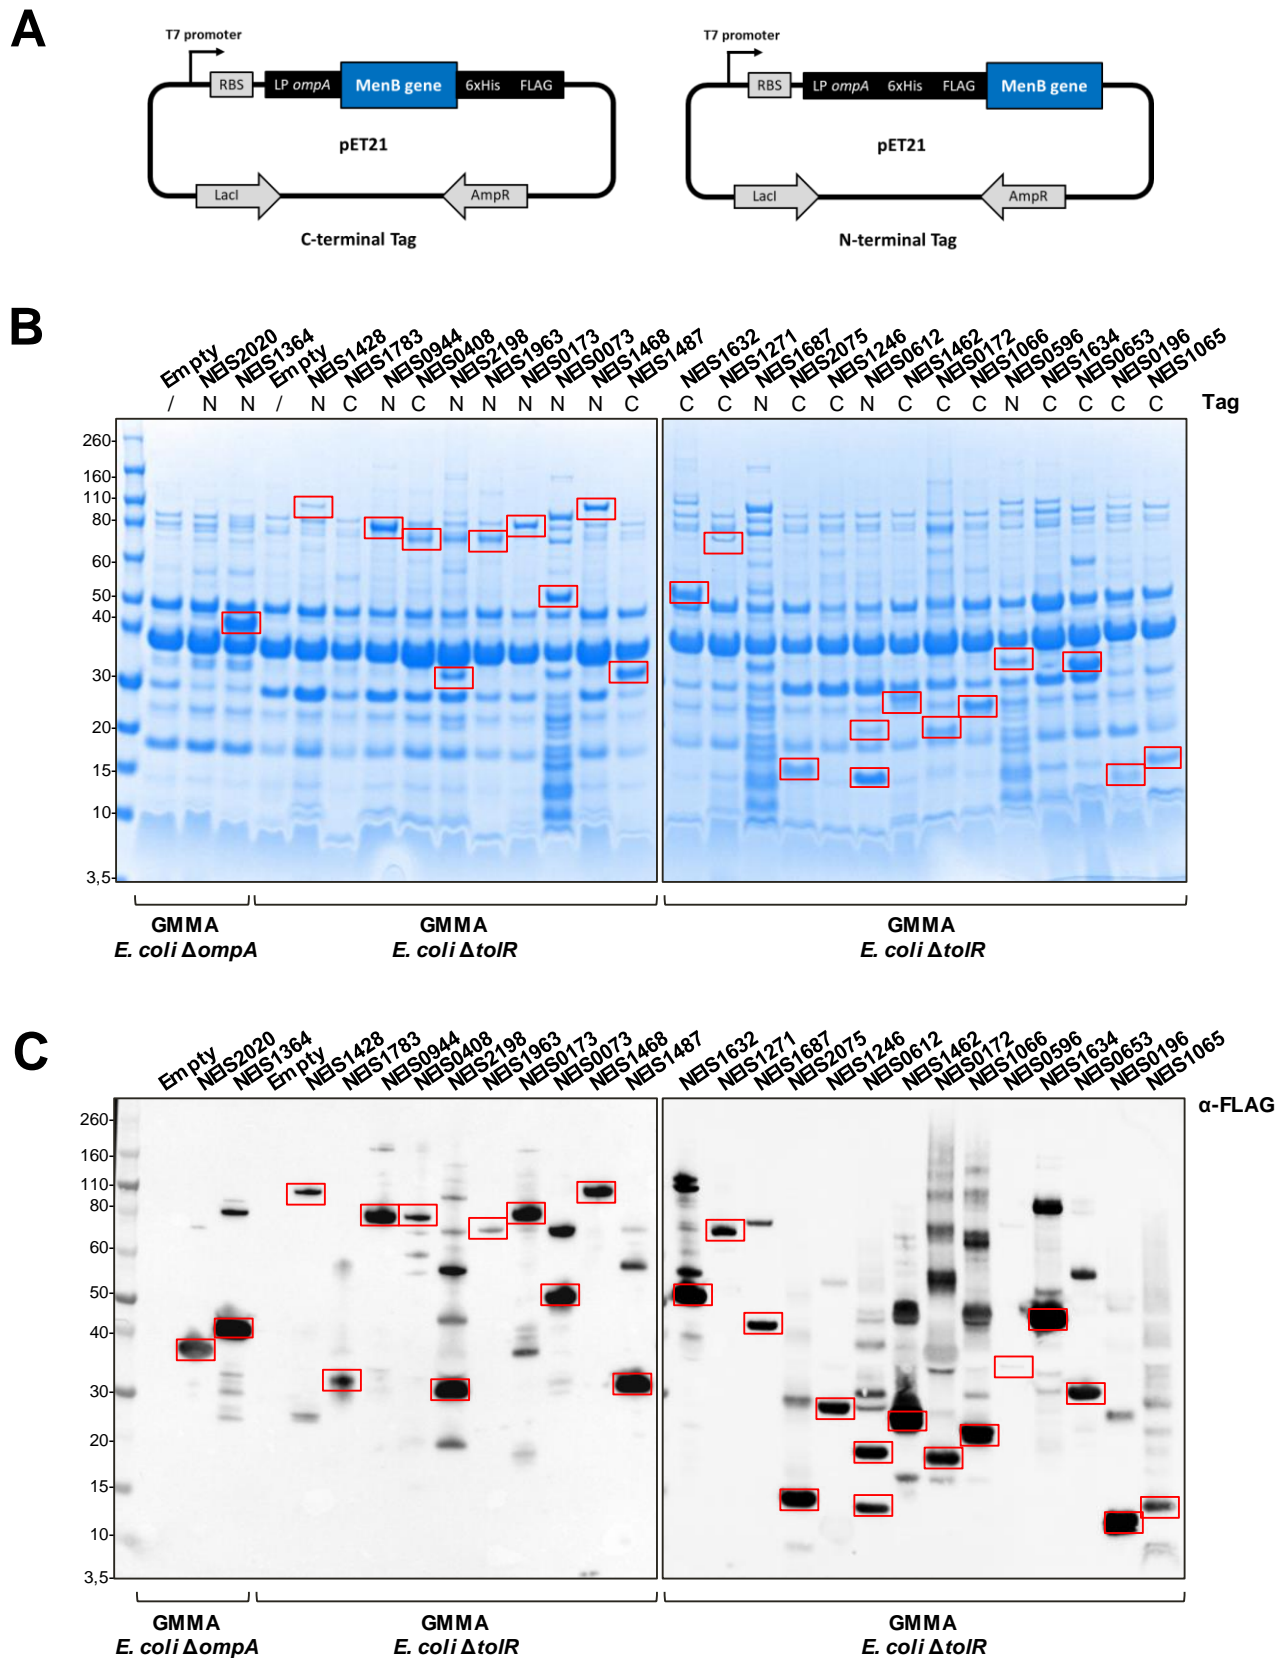 A
T7 promoter
RBS
LP ompA
MenB gene
6xHis
FLAG
pET21
LacI
AmpR
C-terminal Tag
T7 promoter
RBS
LP ompA
6xHis
FLAG
MenB gene
pET21
LacI
AmpR
N-terminal Tag
B
Empty NEIS2020 NEIS1364 Empty NEIS1428 NEIS1783 NEIS0944 NEIS0408 NEIS2198 NEIS1963 NEIS0173 NEIS0073 NEIS1468 NEIS1487 NEIS1632 NEIS1271 NEIS1687 NEIS2075 NEIS1246 NEIS0612 NEIS1462 NEIS0172 NEIS1066 NEIS0596 NEIS1634 NEIS0653 NEIS0196 NEIS1065
/ N N / N C N C N N N N N C C C N C C N C C C N C C C C Tag
260
160
110
80
60
50
40
30
20
15
10
3,5
GMMA
E. coli ΔompA
GMMA
E. coli ΔtolR
GMMA
E. coli ΔtolR
C
Empty NEIS2020 NEIS1364 Empty NEIS1428 NEIS1783 NEIS0944 NEIS0408 NEIS2198 NEIS1963 NEIS0173 NEIS0073 NEIS1468 NEIS1487 NEIS1632 NEIS1271 NEIS1687 NEIS2075 NEIS1246 NEIS0612 NEIS1462 NEIS0172 NEIS1066 NEIS0596 NEIS1634 NEIS0653 NEIS0196 NEIS1065
α-FLAG
260
160
110
80
60
50
40
30
20
15
10
3,5
GMMA
E. coli ΔompA
GMMA
E. coli ΔtolR
GMMA
E. coli ΔtolR